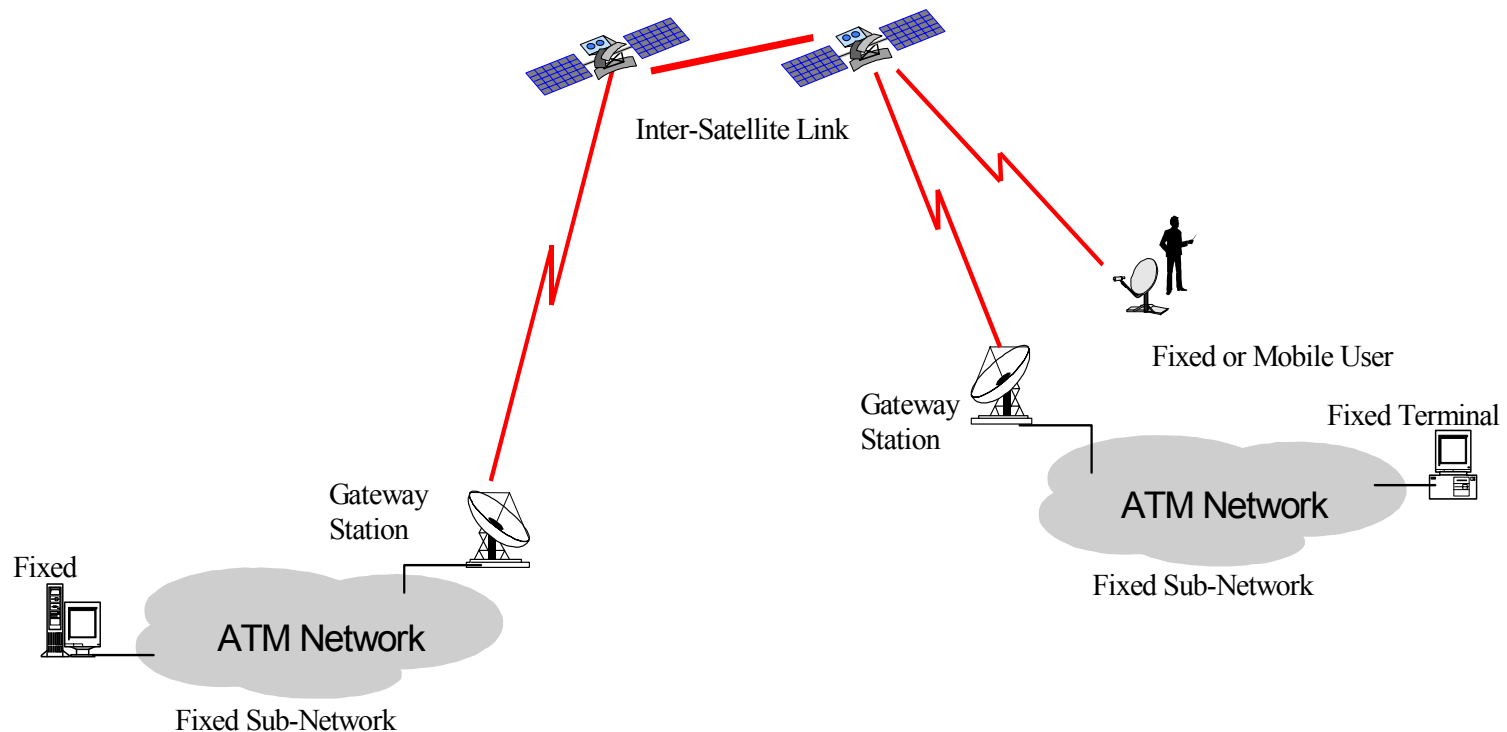 Inter-Satellite Link
Fixed or Mobile User
Gateway
Station
Fixed Terminal
ATM Network
Fixed Sub-Network
Gateway
Station
Fixed
ATM Network
Fixed Sub-Network